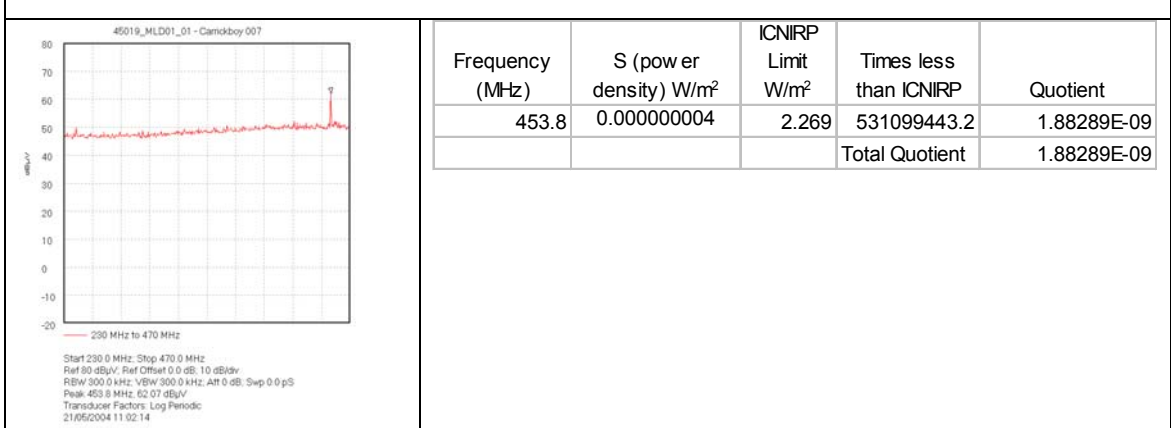 45019_MLD01_01 - Carrickboy 007
80
70
60
50
40
30
20
10
0
-10
-20
dBµV
230 MHz to 470 MHz
Start 230.0 MHz; Stop 470.0 MHz
Ref 80 dBµV; Ref Offset 0.0 dB; 10 dB/div
RBW 300.0 kHz; VBW 300.0 kHz; Att 0 dB; Swp 0.0 pS
Peak 453.8 MHz, 62.07 dBµV
Transducer Factors: Log Periodic
21/05/2004 11:02:14
Frequency (MHz) S (pow er density) W/m² ICNIRP Limit W/m² Times less than ICNIRP Quotient
453.8 0.000000004 2.269 531099443.2 1.88289E-09
Total Quotient 1.88289E-09